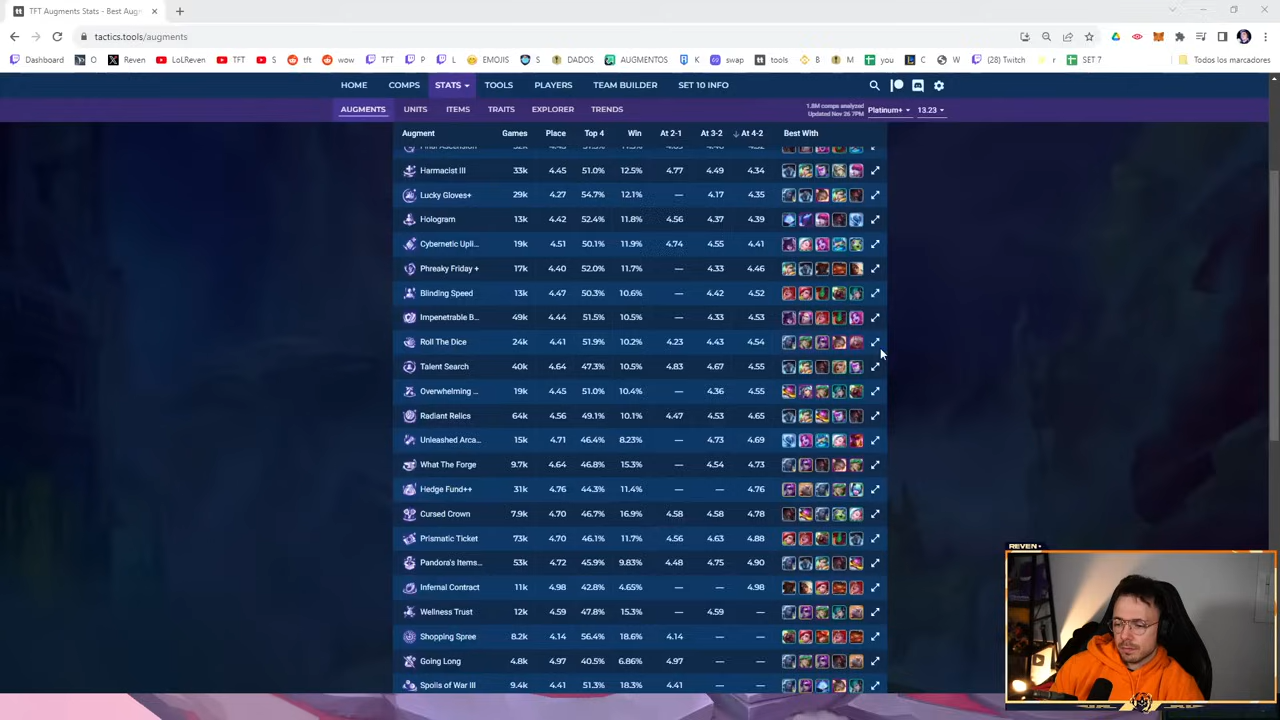 TFT Augments Stats - Best Aug
tactics.tools/augments
Dashboard O Reven LoLReven TFT S tft wow TFT P L EMOJIS S DADOS AUGMENTOS K swap tools B M you C W (28) Twitch r SET 7 Todos los marcadores
HOME COMPS STATS TOOLS PLAYERS TEAM BUILDER SET 10 INFO
AUGMENTS UNITS ITEMS TRAITS EXPLORER TRENDS
1.8M comps analyzed
Updated Nov 26 7PM
Platinum+ 13.23
Augment Games Place Top 4 Win At 2-1 At 3-2 At 4-2 Best With
Harmacist III 33k 4.45 51.0% 12.5% 4.77 4.49 4.34
Lucky Gloves+ 29k 4.27 54.7% 12.1% — 4.17 4.35
Hologram 13k 4.42 52.4% 11.8% 4.56 4.37 4.39
Cybernetic Upli... 19k 4.51 50.1% 11.9% 4.74 4.55 4.41
Phreaky Friday + 17k 4.40 52.0% 11.7% — 4.33 4.46
Blinding Speed 13k 4.47 50.3% 10.6% — 4.42 4.52
Impenetrable B... 49k 4.44 51.5% 10.5% — 4.33 4.53
Roll The Dice 24k 4.41 51.9% 10.2% 4.23 4.43 4.54
Talent Search 40k 4.64 47.3% 10.5% 4.83 4.67 4.55
Overwhelming ... 19k 4.45 51.0% 10.4% — 4.36 4.55
Radiant Relics 64k 4.56 49.1% 10.1% 4.47 4.53 4.65
Unleashed Arca... 15k 4.71 46.4% 8.23% — 4.73 4.69
What The Forge 9.7k 4.64 46.8% 15.3% — 4.54 4.73
Hedge Fund++ 31k 4.76 44.3% 11.4% — — 4.76
Cursed Crown 7.9k 4.70 46.7% 16.9% 4.58 4.58 4.78
Prismatic Ticket 73k 4.70 46.1% 11.7% 4.56 4.63 4.88
Pandora's Items... 53k 4.72 45.9% 9.83% 4.48 4.75 4.90
Infernal Contract 11k 4.98 42.8% 4.65% — — 4.98
Wellness Trust 12k 4.59 47.8% 15.3% — 4.59 —
Shopping Spree 8.2k 4.14 56.4% 18.6% 4.14 — —
Going Long 4.8k 4.97 40.5% 6.86% 4.97 — —
Spoils of War III 9.4k 4.41 51.3% 18.3% 4.41 — —
REVEN